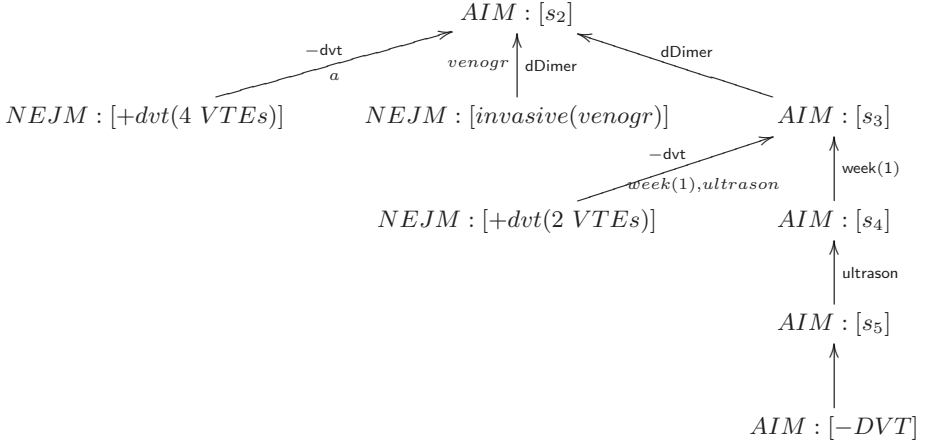 AIM : [s₂]
−dvt
a
venogr
dDimer
dDimer
NEJM : [+dvt(4 VTEs)]
NEJM : [invasive(venogr)]
AIM : [s₃]
−dvt
week(1),ultrason
week(1)
NEJM : [+dvt(2 VTEs)]
AIM : [s₄]
ultrason
AIM : [s₅]
AIM : [−DVT]